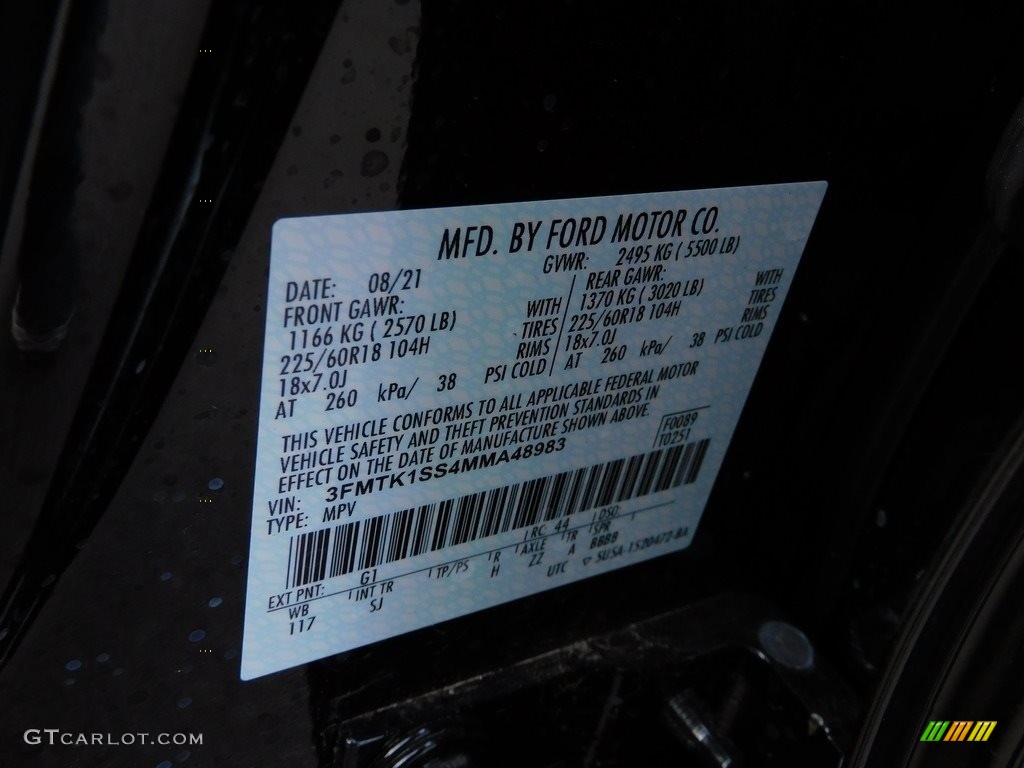 MFD. BY FORD MOTOR CO.
DATE: 08/21
GVWR: 2495 KG ( 5500 LB)
FRONT GAWR:
REAR GAWR:
1166 KG ( 2570 LB) WITH
1370 KG ( 3020 LB) WITH
225/60R18 104H TIRES
225/60R18 104H TIRES
18x7.0J RIMS
18x7.0J RIMS
AT 260 kPa/ 38 PSI COLD
AT 260 kPa/ 38 PSI COLD
THIS VEHICLE CONFORMS TO ALL APPLICABLE FEDERAL MOTOR
VEHICLE SAFETY AND THEFT PREVENTION STANDARDS IN
EFFECT ON THE DATE OF MANUFACTURE SHOWN ABOVE.
F0089
T0251
VIN: 3FMTK1SS4MMA48983
TYPE: MPV
EXT PNT: G1 RC: 44 DSO:
WB INT TR TP/PS R AXLE TR SPR
117 SJ H ZZ A BBBB
UTC SU5A-1520472-BA
GTCARLOT.COM